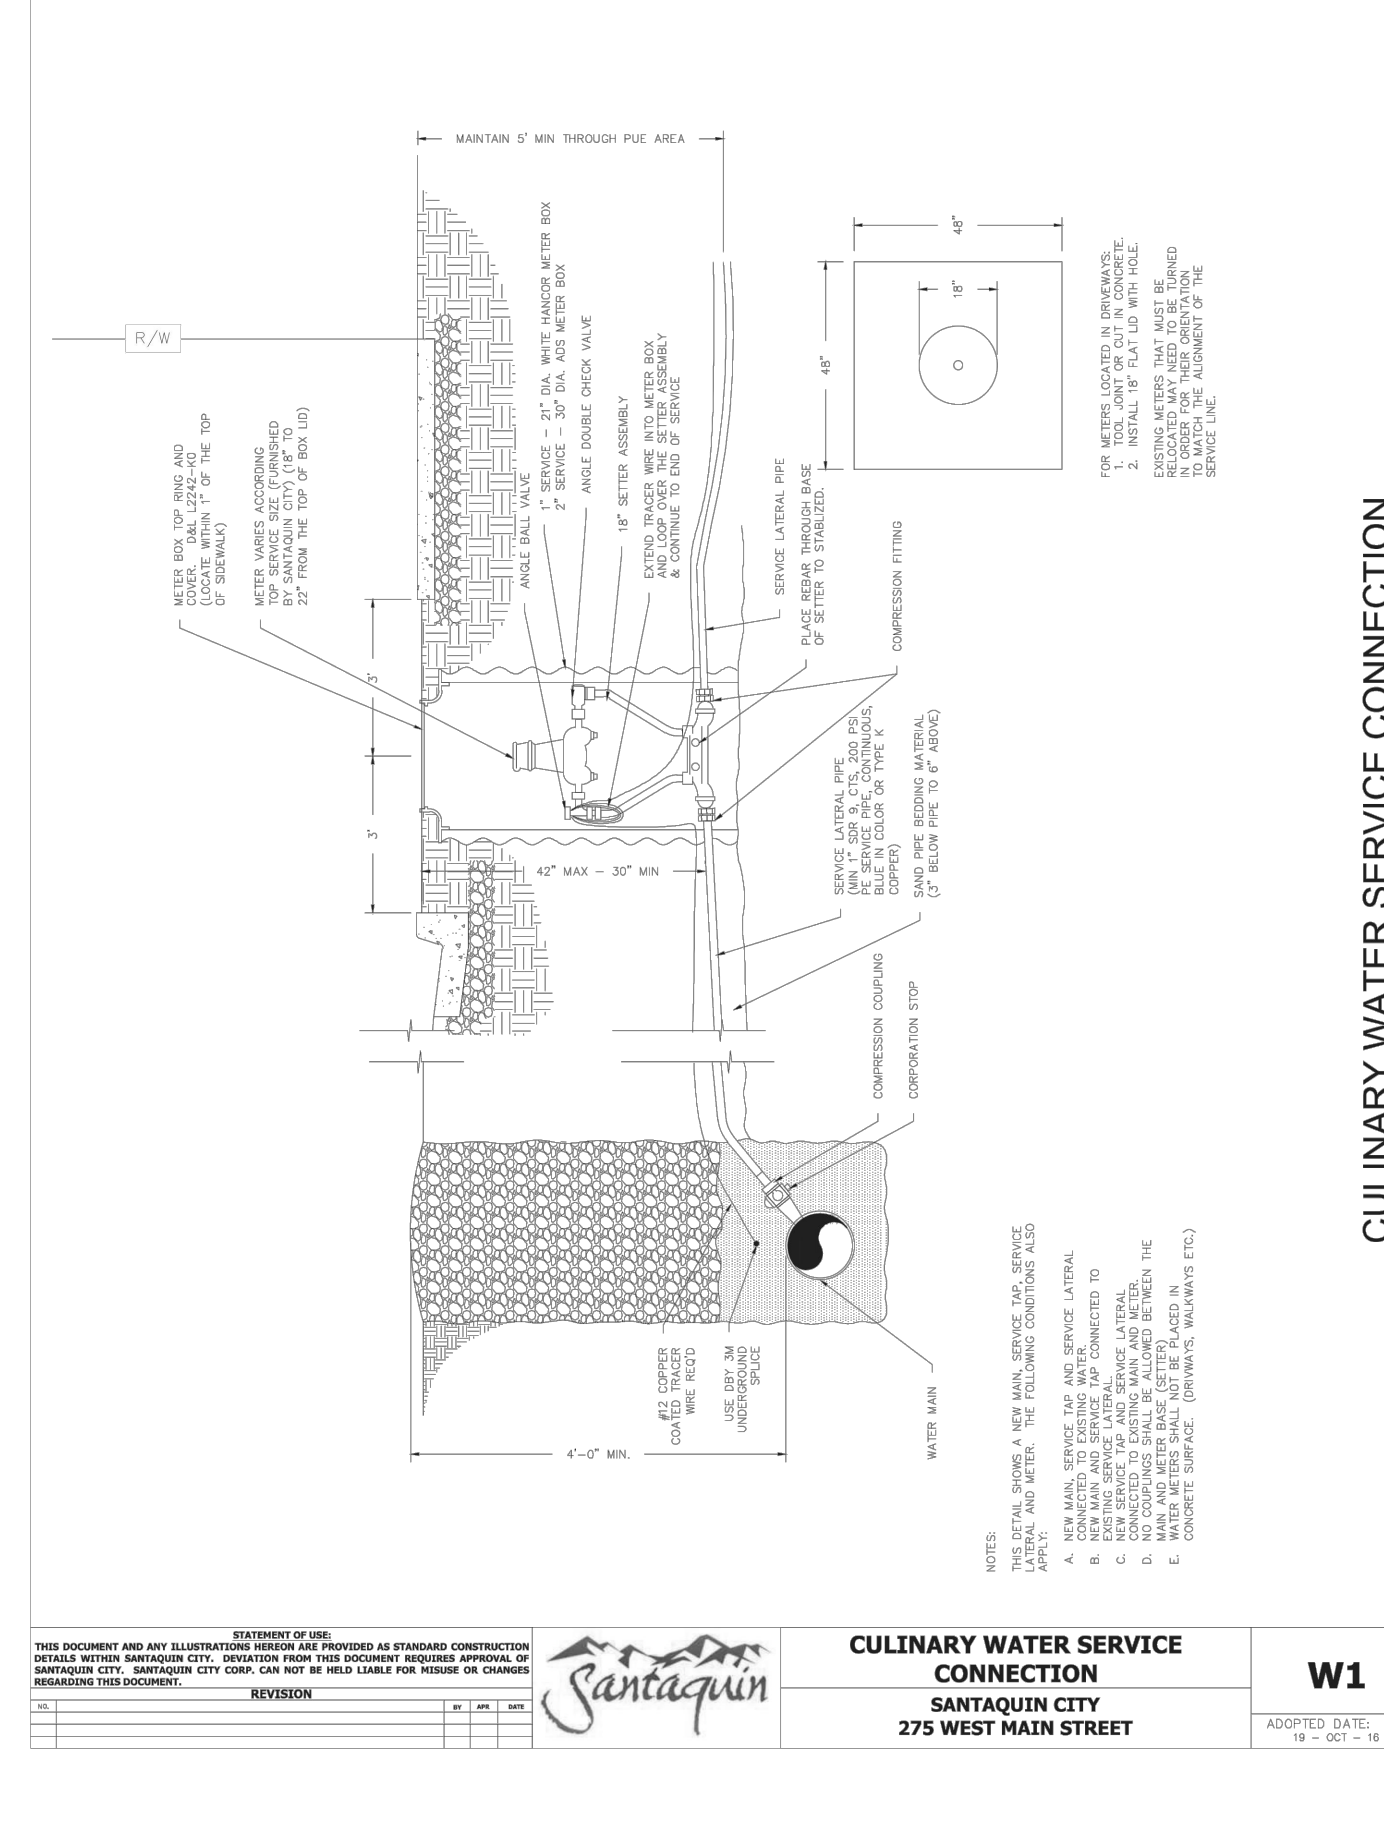 MAINTAIN 5' MIN THROUGH PUE AREA
R/W
METER BOX TOP RING AND
COVER. D&L L2242-KO
(LOCATE WITHIN 1" OF THE TOP
OF SIDEWALK)
METER VARIES ACCORDING
TOP SERVICE SIZE (FURNISHED
BY SANTAQUIN CITY) (18" TO
22" FROM THE TOP OF BOX LID)
3'
3'
ANGLE BALL VALVE
1" SERVICE – 21" DIA. WHITE HANCOR METER BOX
2" SERVICE – 30" DIA. ADS METER BOX
ANGLE DOUBLE CHECK VALVE
18" SETTER ASSEMBLY
EXTEND TRACER WIRE INTO METER BOX
AND LOOP OVER THE SETTER ASSEMBLY
& CONTINUE TO END OF SERVICE
SERVICE LATERAL PIPE
PLACE REBAR THROUGH BASE
OF SETTER TO STABLIZED.
COMPRESSION FITTING
48"
48"
18"
FOR METERS LOCATED IN DRIVEWAYS:
1. TOOL JOINT OR CUT IN CONCRETE.
2. INSTALL 18" FLAT LID WITH HOLE.
EXISTING METERS THAT MUST BE
RELOCATED MAY NEED TO BE TURNED
IN ORDER FOR THEIR ORIENTATION
TO MATCH THE ALIGNMENT OF THE
SERVICE LINE.
42" MAX – 30" MIN
SERVICE LATERAL PIPE
(MIN 1" SDR 9, CTS, 200 PSI
PE SERVICE PIPE, CONTINUOUS,
BLUE IN COLOR OR TYPE K
COPPER)
SAND PIPE BEDDING MATERIAL
(3" BELOW PIPE TO 6" ABOVE)
COMPRESSION COUPLING
CORPORATION STOP
#12 COPPER
COATED TRACER
WIRE REQ'D
USE DBY 3M
UNDERGROUND
SPLICE
4'-0" MIN.
WATER MAIN
NOTES:
THIS DETAIL SHOWS A NEW MAIN, SERVICE TAP, SERVICE
LATERAL AND METER. THE FOLLOWING CONDITIONS ALSO
APPLY:
A. NEW MAIN, SERVICE TAP AND SERVICE LATERAL
CONNECTED TO EXISTING WATER.
B. NEW MAIN AND SERVICE TAP CONNECTED TO
EXISTING SERVICE LATERAL.
C. NEW SERVICE TAP AND SERVICE LATERAL
CONNECTED TO EXISTING MAIN AND METER.
D. NO COUPLINGS SHALL BE ALLOWED BETWEEN THE
MAIN AND METER BASE (SETTER)
E. WATER METERS SHALL NOT BE PLACED IN
CONCRETE SURFACE. (DRIVWAYS, WALKWAYS ETC.)
CULINARY WATER SERVICE CONNECTION
STATEMENT OF USE:
THIS DOCUMENT AND ANY ILLUSTRATIONS HEREON ARE PROVIDED AS STANDARD CONSTRUCTION
DETAILS WITHIN SANTAQUIN CITY. DEVIATION FROM THIS DOCUMENT REQUIRES APPROVAL OF
SANTAQUIN CITY. SANTAQUIN CITY CORP. CAN NOT BE HELD LIABLE FOR MISUSE OR CHANGES
REGARDING THIS DOCUMENT.
REVISION
NO. BY APR DATE
Santaquin
CULINARY WATER SERVICE
CONNECTION
SANTAQUIN CITY
275 WEST MAIN STREET
W1
ADOPTED DATE:
19 – OCT – 16